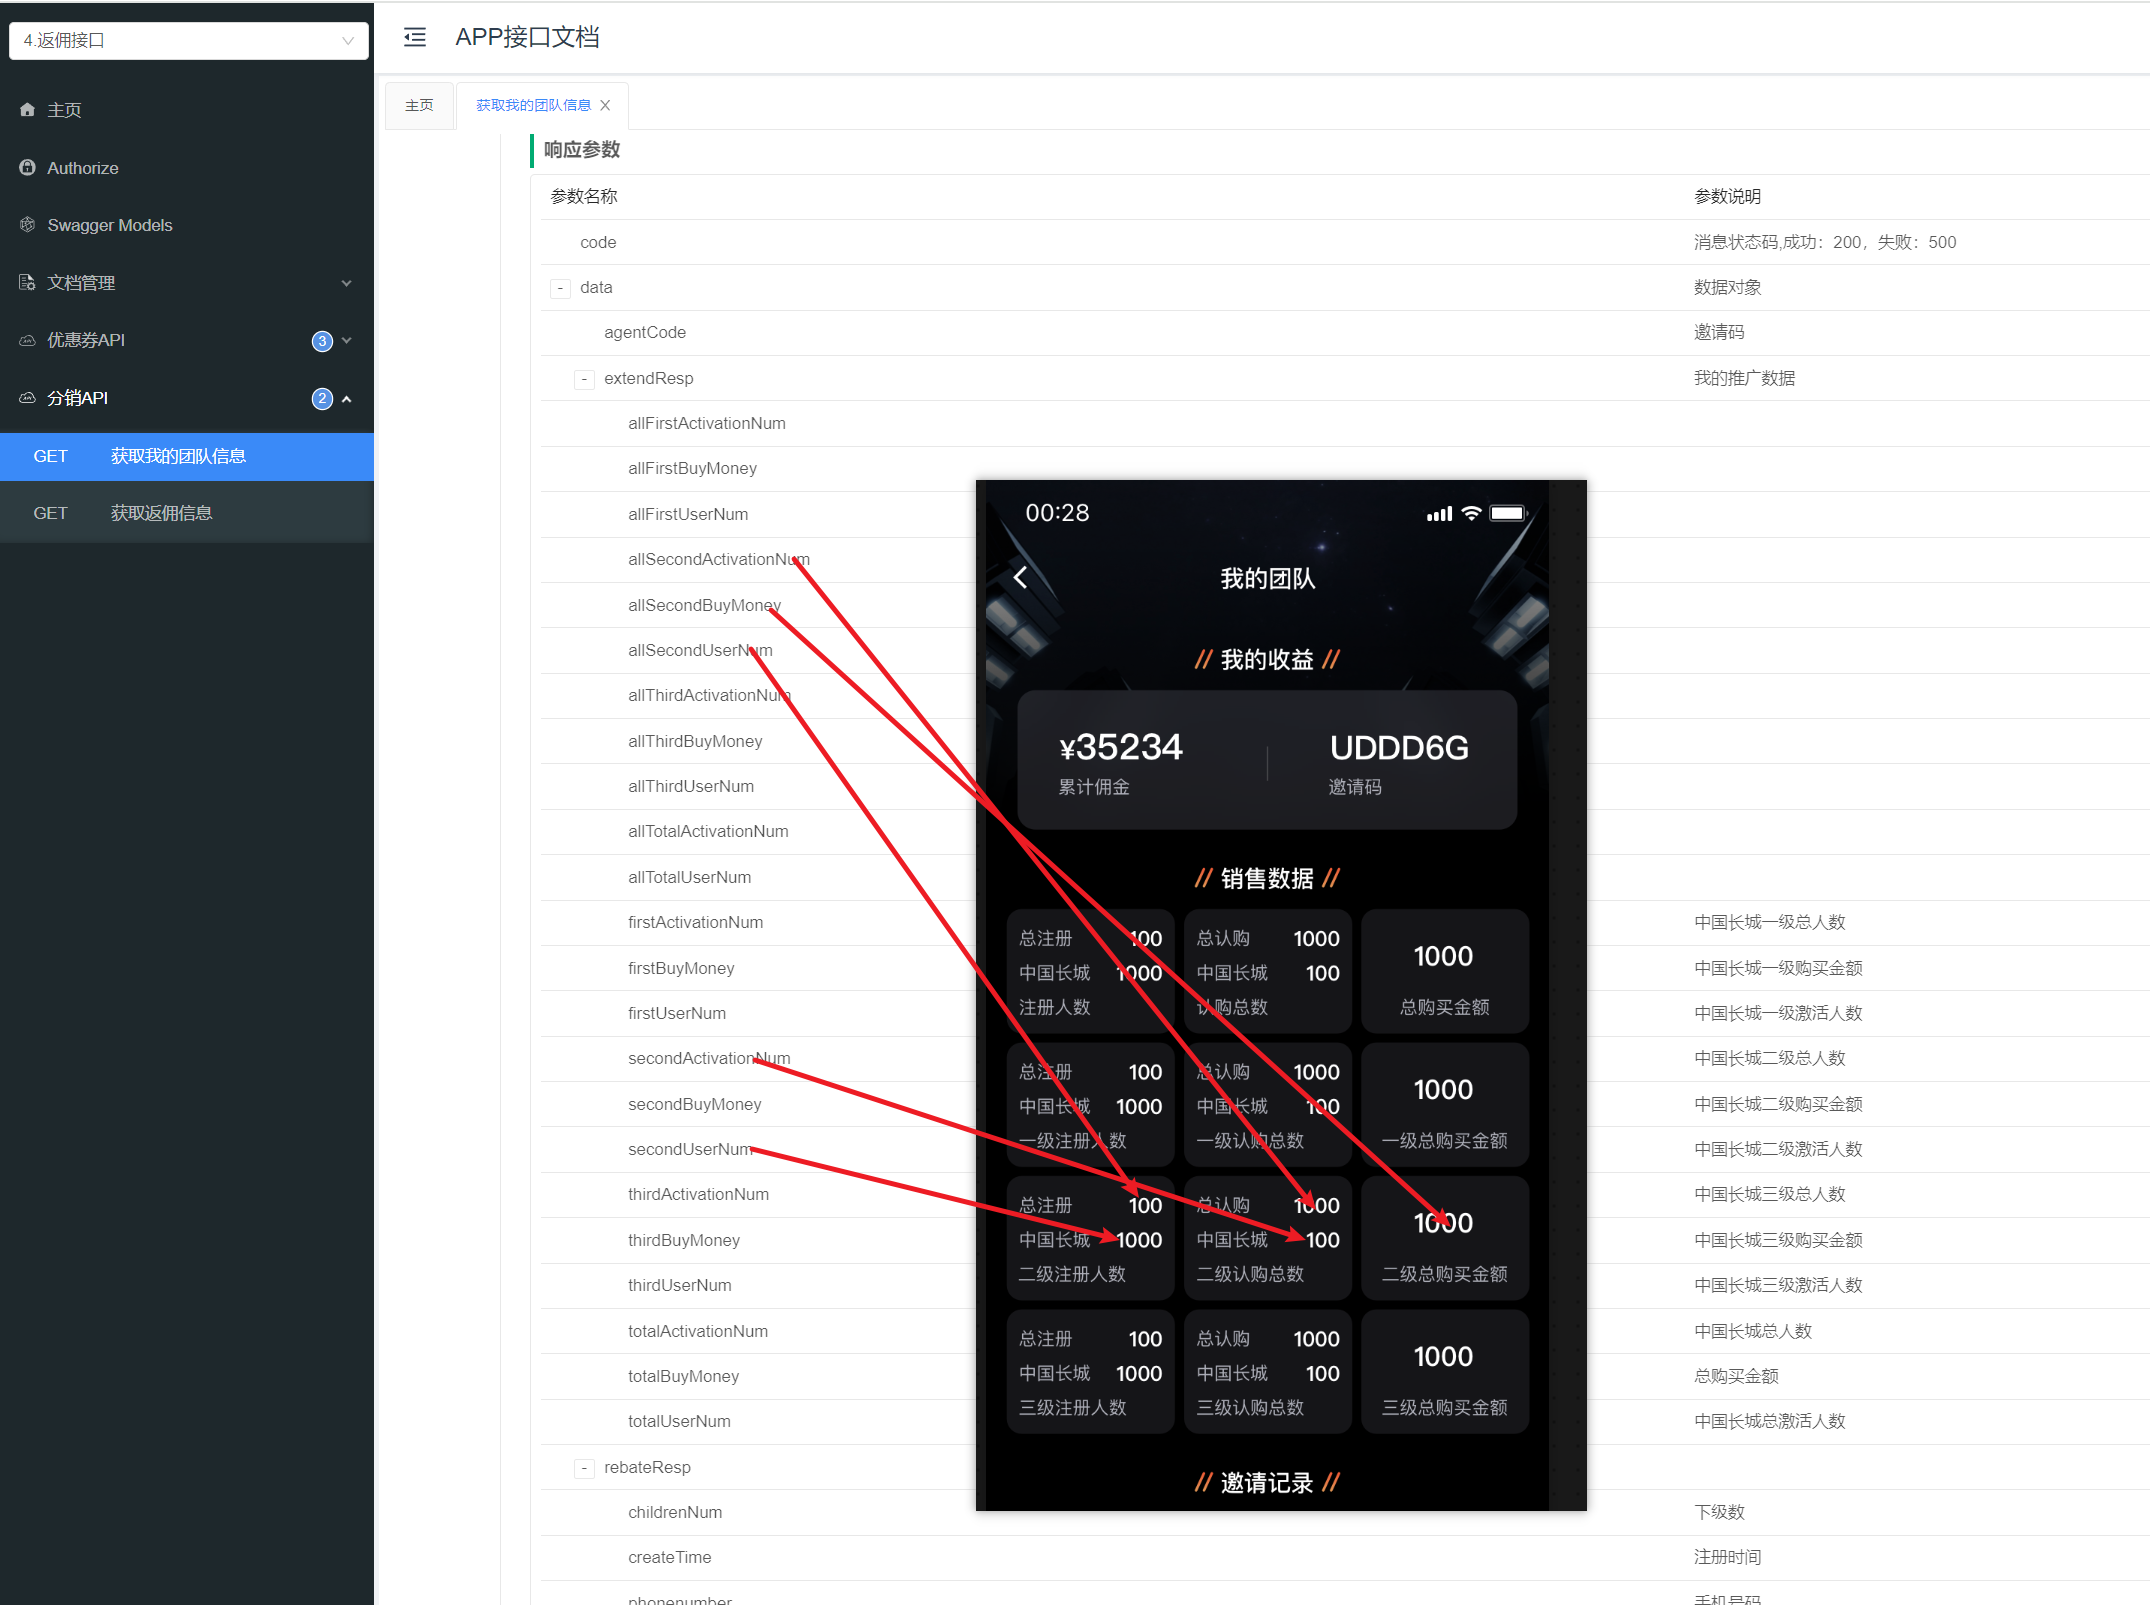 4.返佣接口
主页
Authorize
Swagger Models
文档管理
优惠券API 3
分销API 2
GET 获取我的团队信息
GET 获取返佣信息
APP接口文档
主页 获取我的团队信息
响应参数
参数名称 参数说明
code 消息状态码,成功：200，失败：500
- data 数据对象
agentCode 邀请码
- extendResp 我的推广数据
allFirstActivationNum
allFirstBuyMoney
allFirstUserNum
allSecondActivationNum
allSecondBuyMoney
allSecondUserNum
allThirdActivationNum
allThirdBuyMoney
allThirdUserNum
allTotalActivationNum
allTotalUserNum
firstActivationNum 中国长城一级总人数
firstBuyMoney 中国长城一级购买金额
firstUserNum 中国长城一级激活人数
secondActivationNum 中国长城二级总人数
secondBuyMoney 中国长城二级购买金额
secondUserNum 中国长城二级激活人数
thirdActivationNum 中国长城三级总人数
thirdBuyMoney 中国长城三级购买金额
thirdUserNum 中国长城三级激活人数
totalActivationNum 中国长城总人数
totalBuyMoney 总购买金额
totalUserNum 中国长城总激活人数
- rebateResp
childrenNum 下级数
createTime 注册时间
phonenumber 手机号码
00:28
我的团队
// 我的收益 //
¥35234 UDDD6G
累计佣金 邀请码
// 销售数据 //
总注册 100 总认购 1000 1000
中国长城 1000 中国长城 100
注册人数 认购总数 总购买金额
总注册 100 总认购 1000 1000
中国长城 1000 中国长城 100
一级注册人数 一级认购总数 一级总购买金额
总注册 100 总认购 1000 1000
中国长城 1000 中国长城 100
二级注册人数 二级认购总数 二级总购买金额
总注册 100 总认购 1000 1000
中国长城 1000 中国长城 100
三级注册人数 三级认购总数 三级总购买金额
// 邀请记录 //